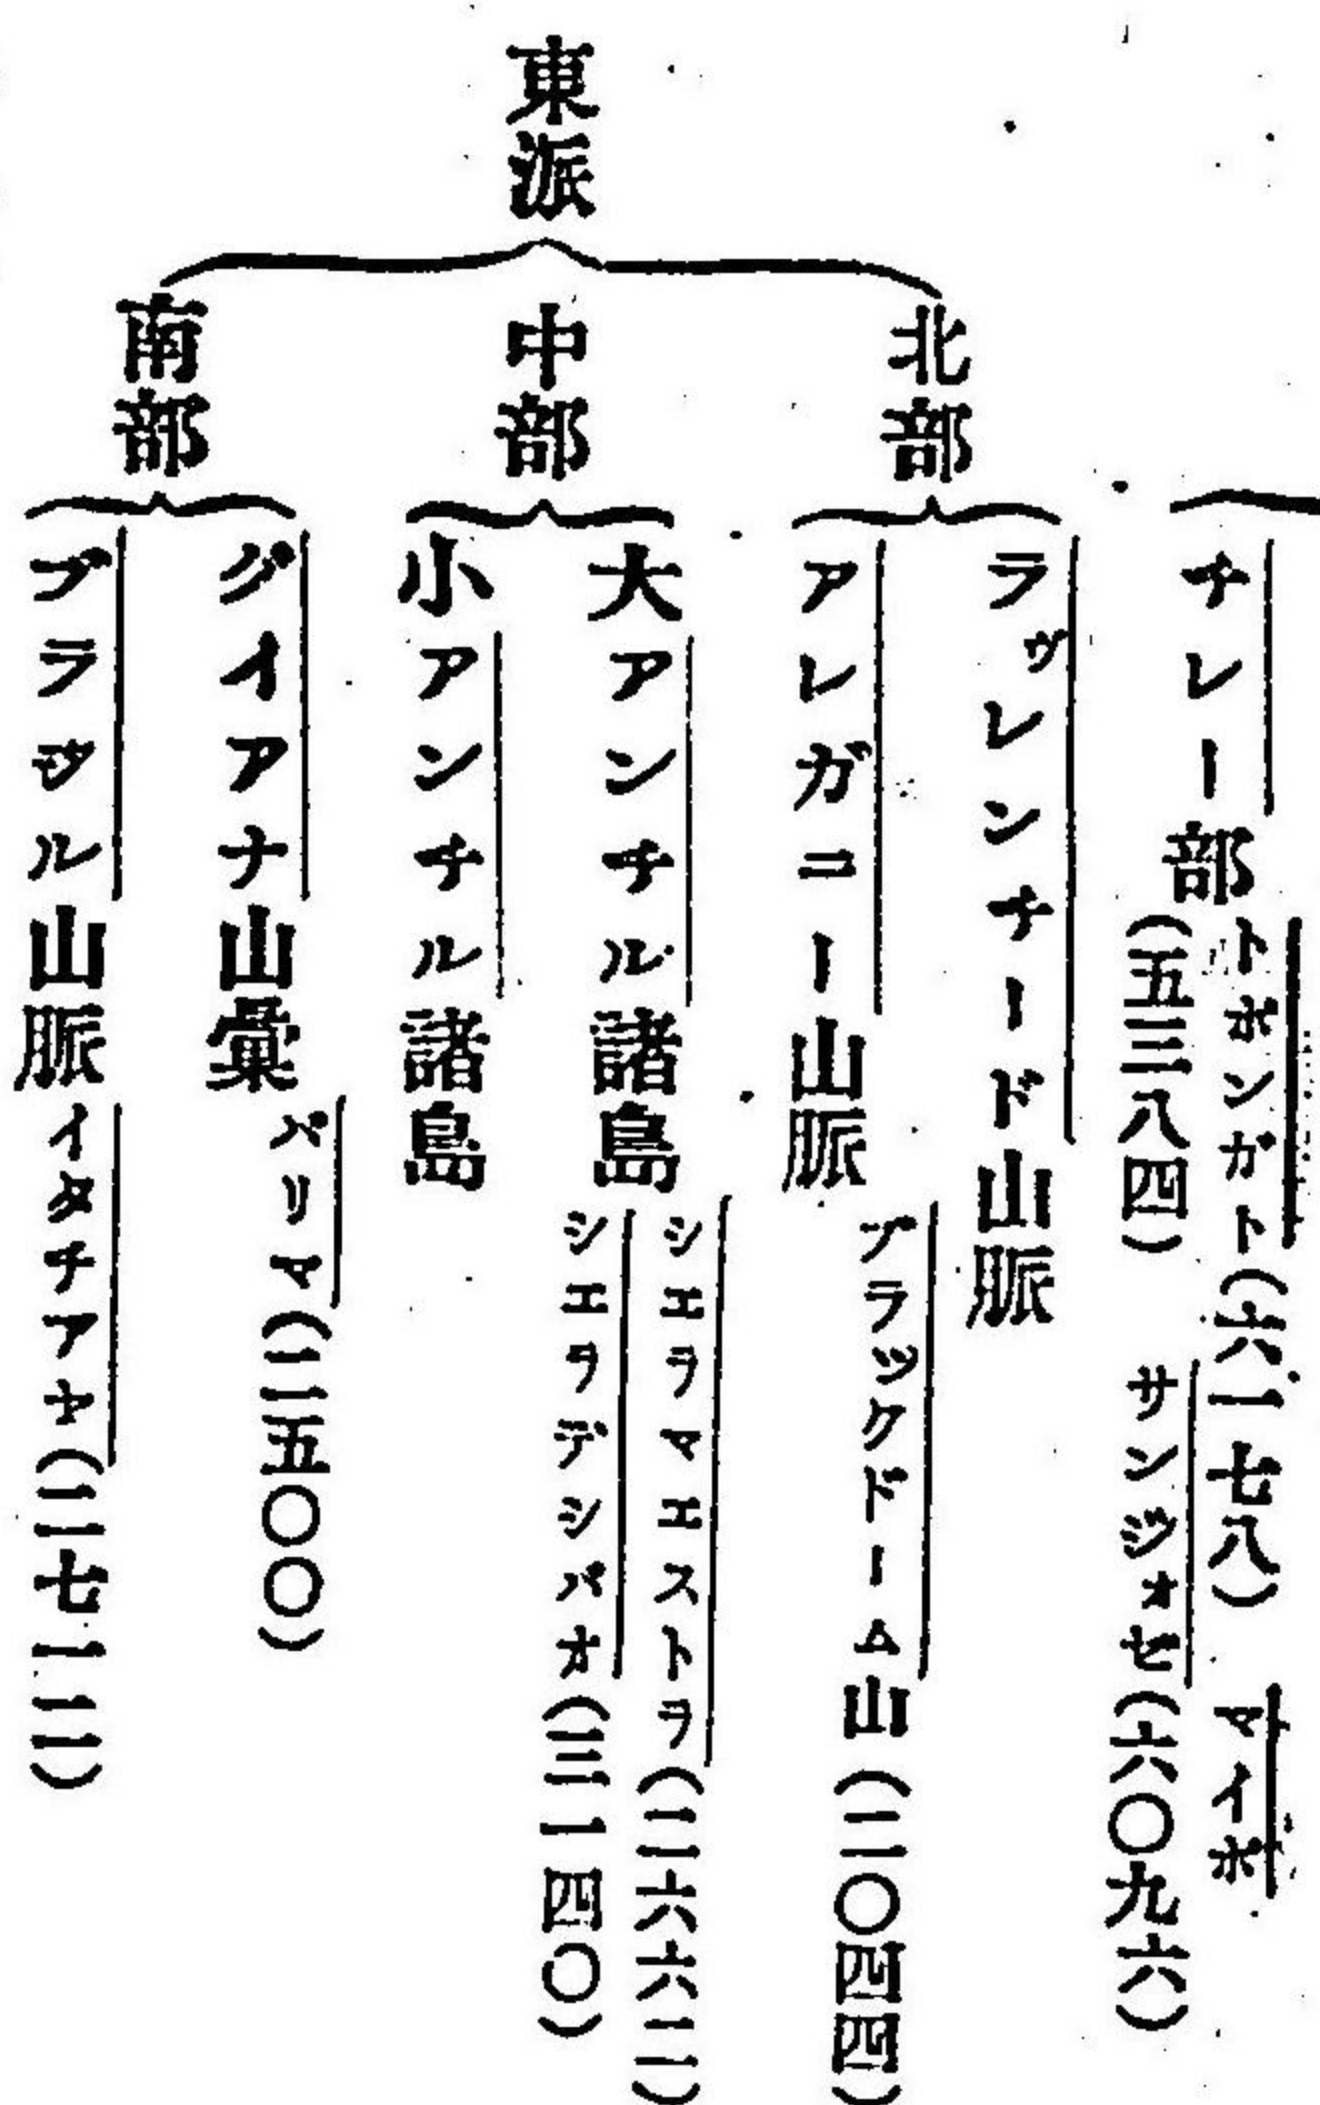 チレー部
トポンガト(六一七八) マイポ
(五三八四) サンジォゼ(六〇九六)
東派
北部
ラヴレンチード山脈
アレガニー山脈 ブラックドーム山(二〇四四)
中部
大アンチル諸島
シエラマエストラ(二六六二)
シエラデシバオ(三一四〇)
小アンチル諸島
南部
グイアナ山彙 パリマ(二五〇〇)
ブラジル山脈 イタチアヤ(二七一二)